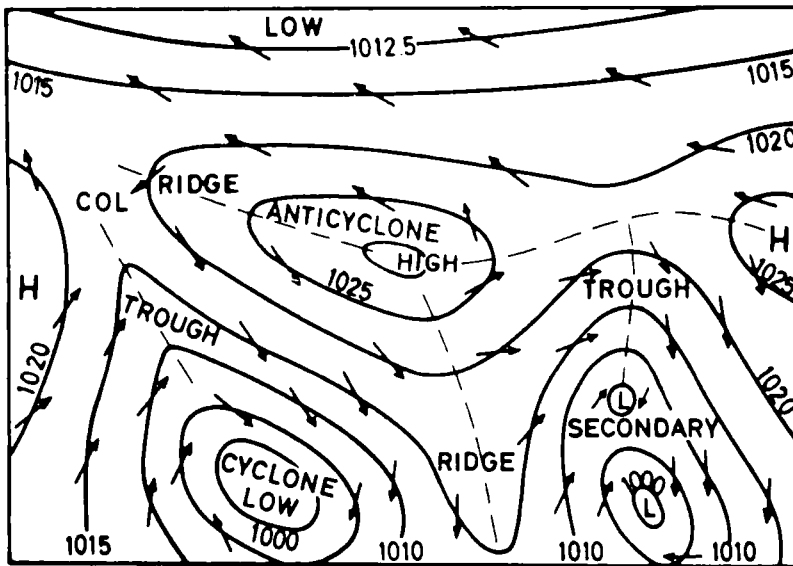 LOW
1012.5
1015
1015
1020
COL
RIDGE
ANTICYCLONE
HIGH
H
H
1025
1025
TROUGH
TROUGH
1020
1020
L
SECONDARY
RIDGE
CYCLONE
LOW
1000
1000
L
1015
1010
1010
1010